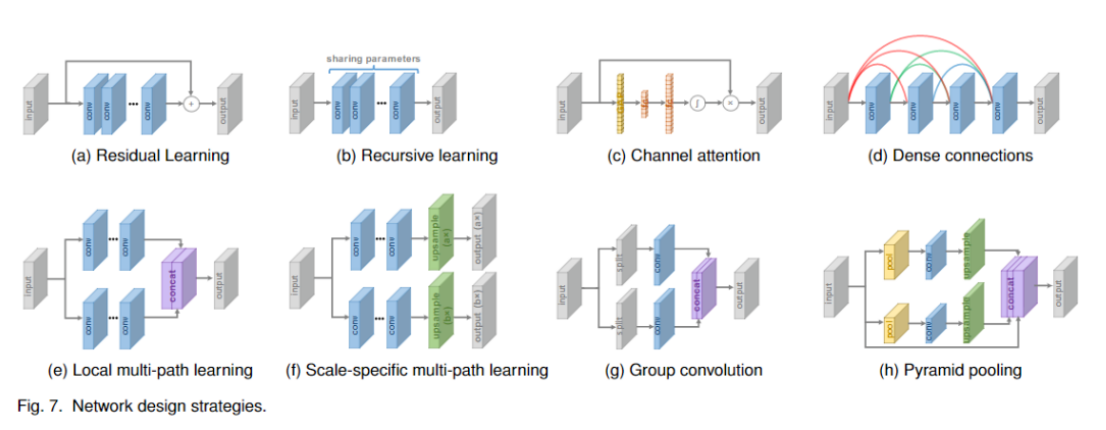 sharing parameters
input conv conv ••• conv + output
input conv conv ••• conv output
input ∫ × output
input conv conv conv conv output
(a) Residual Learning
(b) Recursive learning
(c) Channel attention
(d) Dense connections
input conv ••• conv conv ••• conv concat output
input conv ••• conv upsample (a×) output (a×) conv ••• conv upsample (b×) output (b×)
input split conv split conv concat output
input pool conv upsample pool conv upsample concat output
(e) Local multi-path learning
(f) Scale-specific multi-path learning
(g) Group convolution
(h) Pyramid pooling
Fig. 7. Network design strategies.